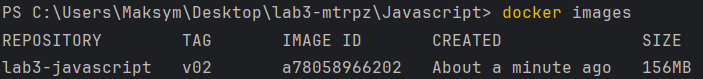 PS C:\Users\Maksym\Desktop\lab3-mtrpz\Javascript> docker images
REPOSITORY TAG IMAGE ID CREATED SIZE
lab3-javascript v02 a78058966202 About a minute ago 156MB